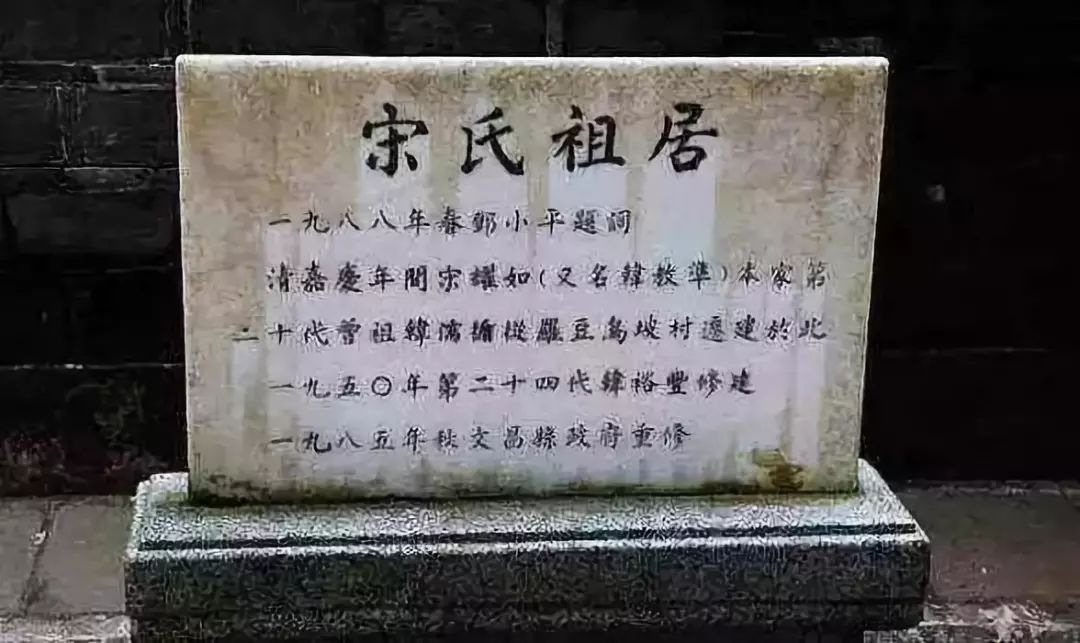 宋氏祖居
一九八八年春鄧小平題詞
清嘉慶年間宋耀如(又名韓教準)本家第
二十代曾祖韓儒循從羅豆島坡村遷建於此
一九五〇年第二十四代韓裕豐修建
一九八五年秋文昌縣政府重修